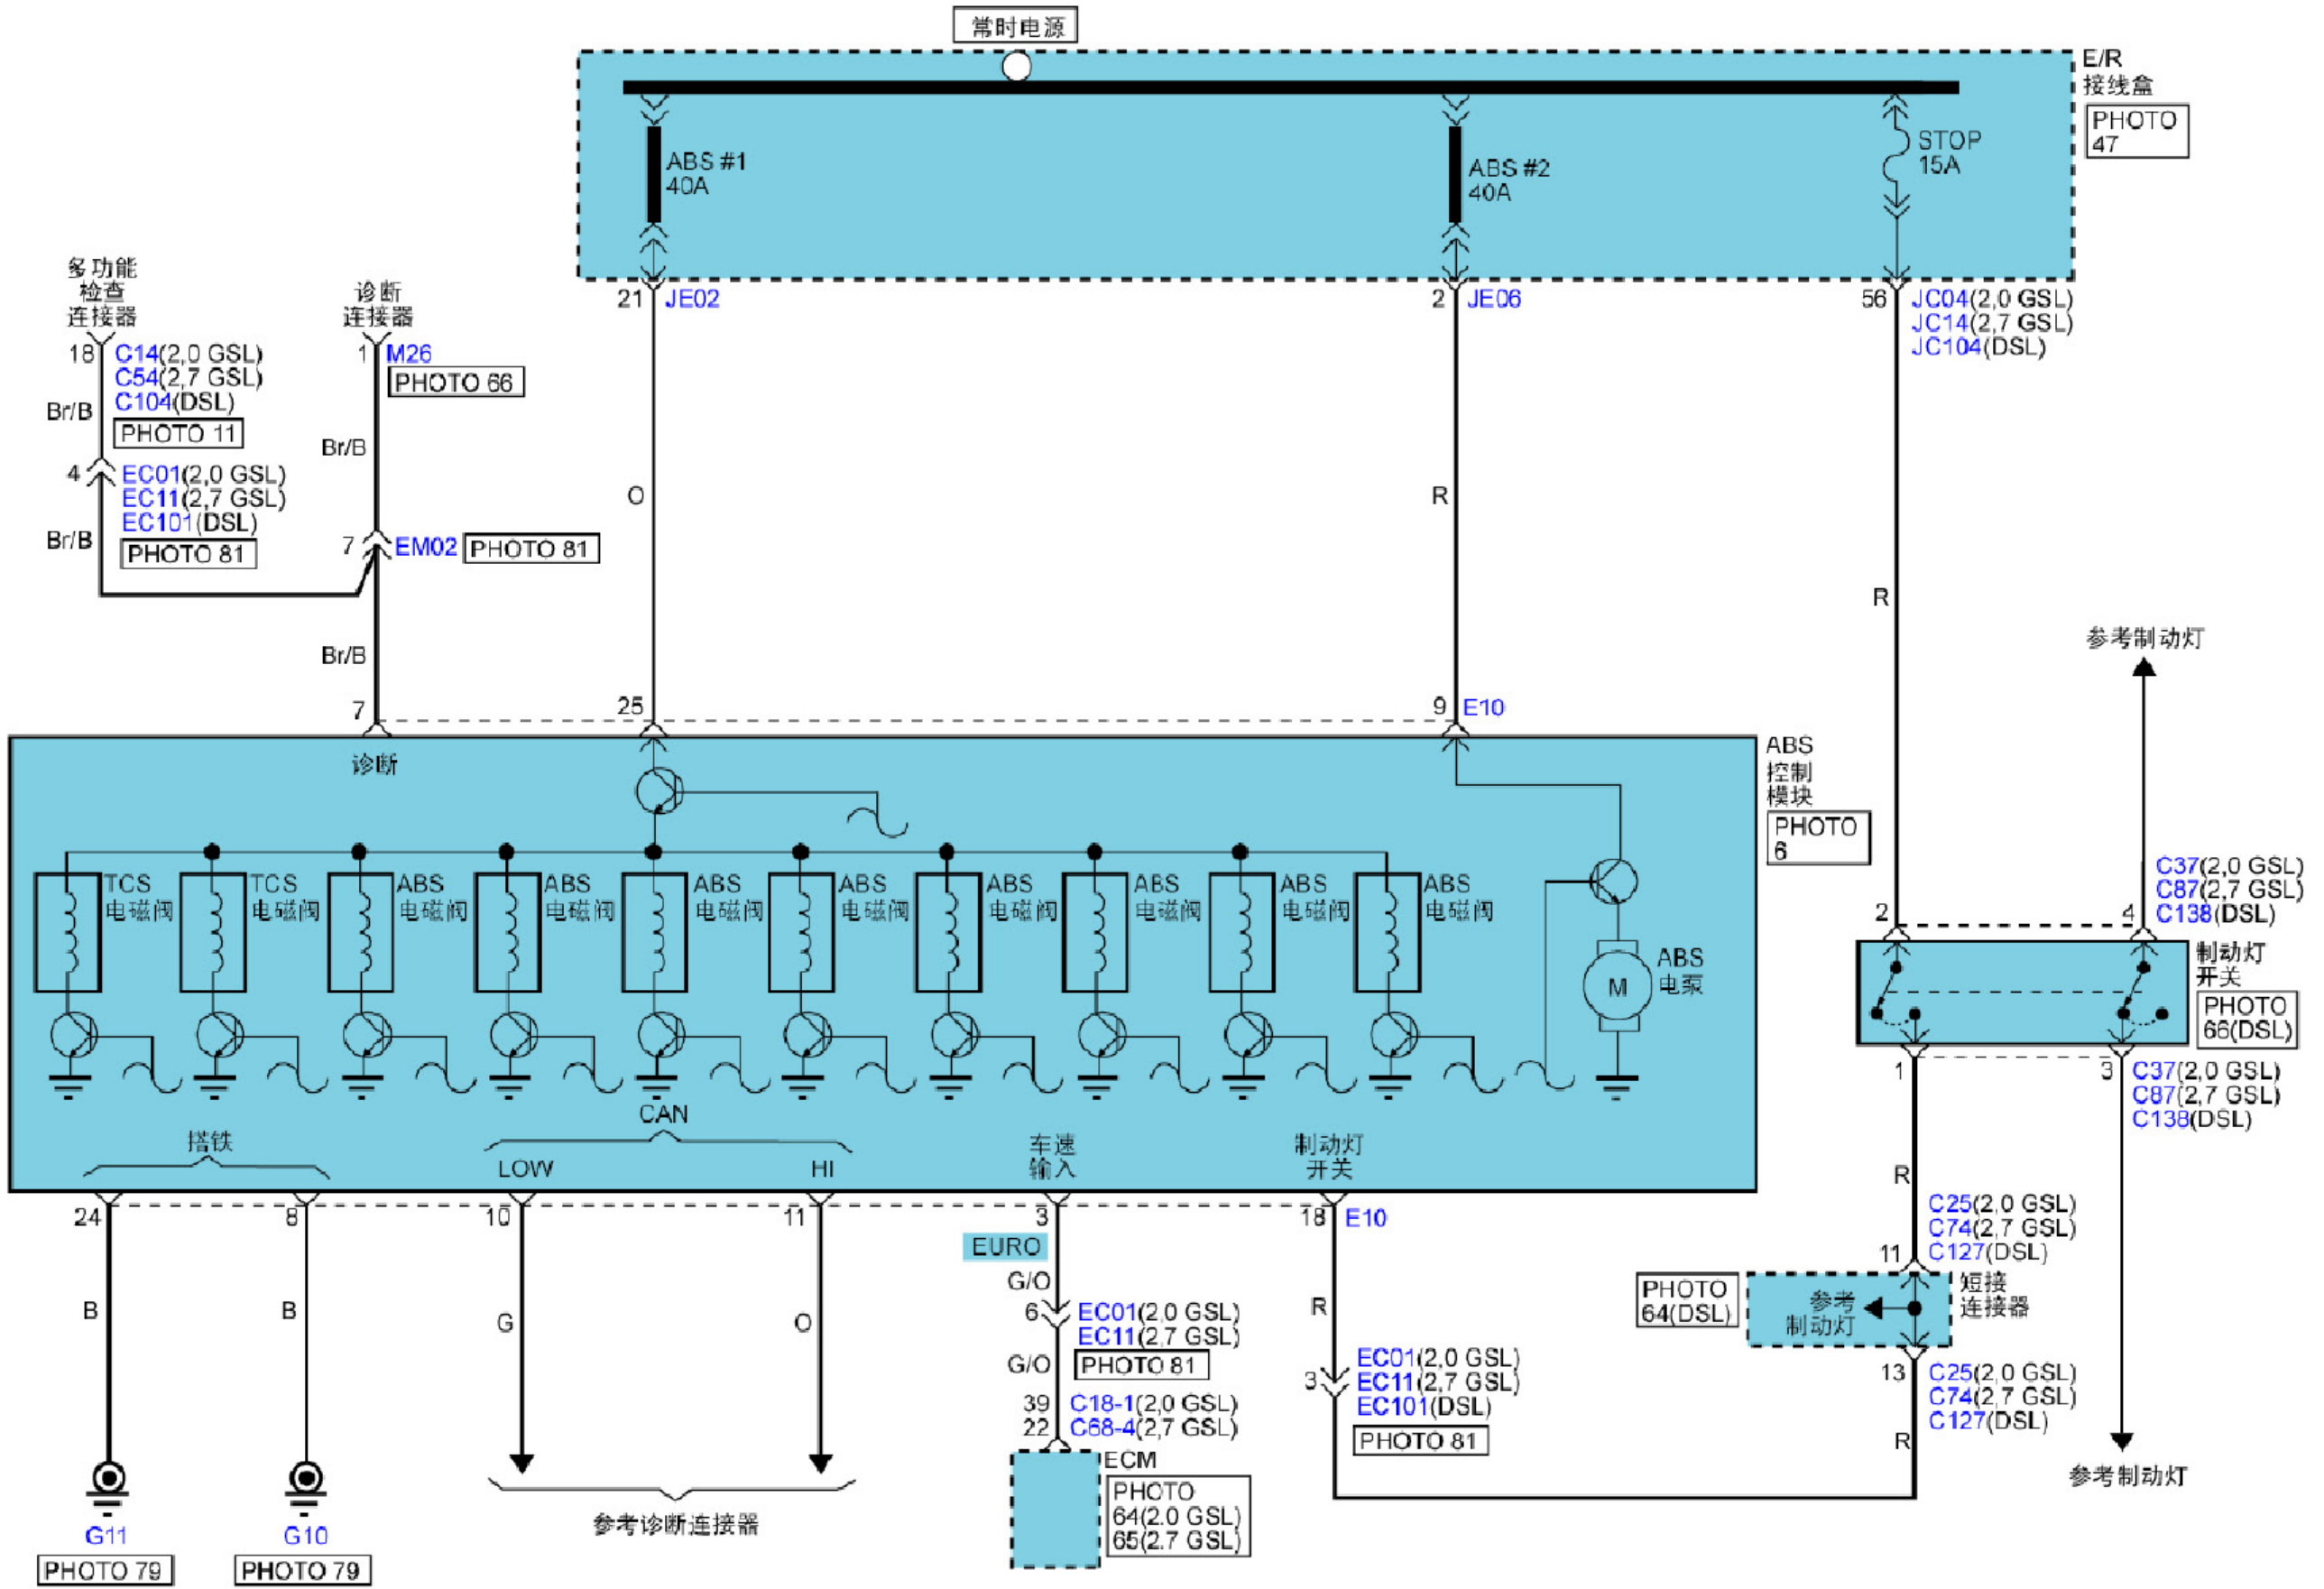 常时电源
E/R
接线盒
PHOTO
47
ABS #1
40A
ABS #2
40A
STOP
15A
21 JE02
2 JE06
56 JC04(2,0 GSL)
JC14(2,7 GSL)
JC104(DSL)
多功能
检查
连接器
18 C14(2,0 GSL)
C54(2,7 GSL)
C104(DSL)
PHOTO 11
Br/B
4 EC01(2,0 GSL)
EC11(2,7 GSL)
EC101(DSL)
PHOTO 81
Br/B
诊断
连接器
1 M26
PHOTO 66
Br/B
7 EM02 PHOTO 81
Br/B
O
R
R
参考制动灯
7
25
9 E10
诊断
ABS
控制
模块
PHOTO
6
TCS
电磁阀
TCS
电磁阀
ABS
电磁阀
ABS
电磁阀
ABS
电磁阀
ABS
电磁阀
ABS
电磁阀
ABS
电磁阀
ABS
电磁阀
ABS
电磁阀
M
ABS
电泵
搭铁
CAN
LOW
HI
车速
输入
制动灯
开关
2
4
C37(2,0 GSL)
C87(2,7 GSL)
C138(DSL)
制动灯
开关
PHOTO
66(DSL)
1
3 C37(2,0 GSL)
C87(2,7 GSL)
C138(DSL)
R
C25(2,0 GSL)
C74(2,7 GSL)
11 C127(DSL)
PHOTO
64(DSL)
参考
制动灯
短接
连接器
13 C25(2,0 GSL)
C74(2,7 GSL)
C127(DSL)
R
参考制动灯
24
8
10
11
3
18 E10
B
B
G
O
EURO
G/O
6 EC01(2,0 GSL)
EC11(2,7 GSL)
PHOTO 81
G/O
39 C18-1(2,0 GSL)
22 C68-4(2,7 GSL)
ECM
PHOTO
64(2.0 GSL)
65(2.7 GSL)
R
3 EC01(2,0 GSL)
EC11(2,7 GSL)
EC101(DSL)
PHOTO 81
G11
PHOTO 79
G10
PHOTO 79
参考诊断连接器